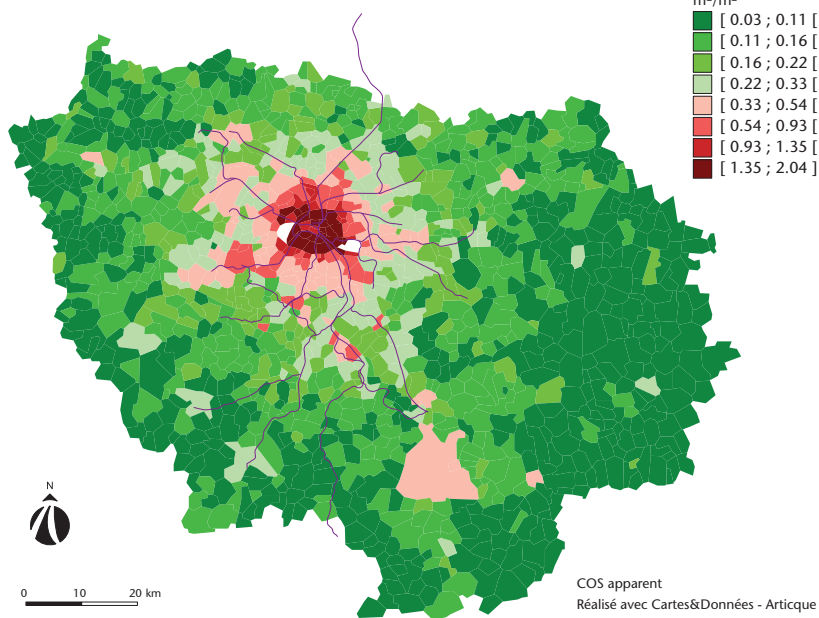 m²/m²
[ 0.03 ; 0.11 [
[ 0.11 ; 0.16 [
[ 0.16 ; 0.22 [
[ 0.22 ; 0.33 [
[ 0.33 ; 0.54 [
[ 0.54 ; 0.93 [
[ 0.93 ; 1.35 [
[ 1.35 ; 2.04 ]
N
0 10 20 km
COS apparent
Réalisé avec Cartes&Données - Articque